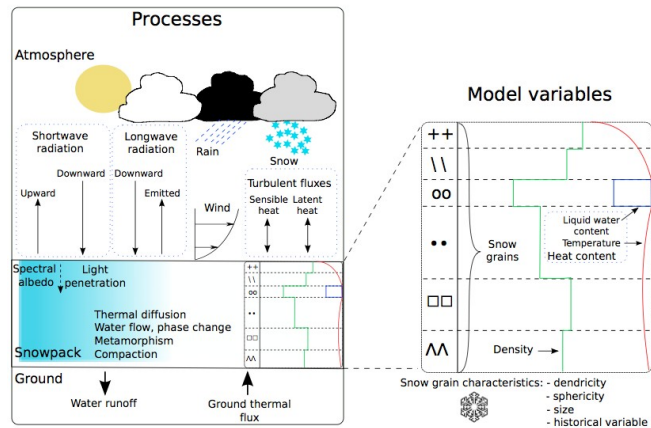 Processes
Atmosphere
Shortwave
radiation
Longwave
radiation
Rain
Snow
Downward
Upward
Downward
Emitted
Wind
Turbulent fluxes
Sensible
heat
Latent
heat
Spectral
albedo
Light
penetration
Thermal diffusion
Water flow, phase change
Metamorphism
Compaction
Snowpack
++
\\
oo
••
□□
ΛΛ
Ground
Water runoff
Ground thermal
flux
Model variables
++
\\
oo
••
□□
ΛΛ
Snow
grains
Liquid water
content
Temperature
Heat content
Density
Snow grain characteristics: - dendricity
- sphericity
- size
- historical variable